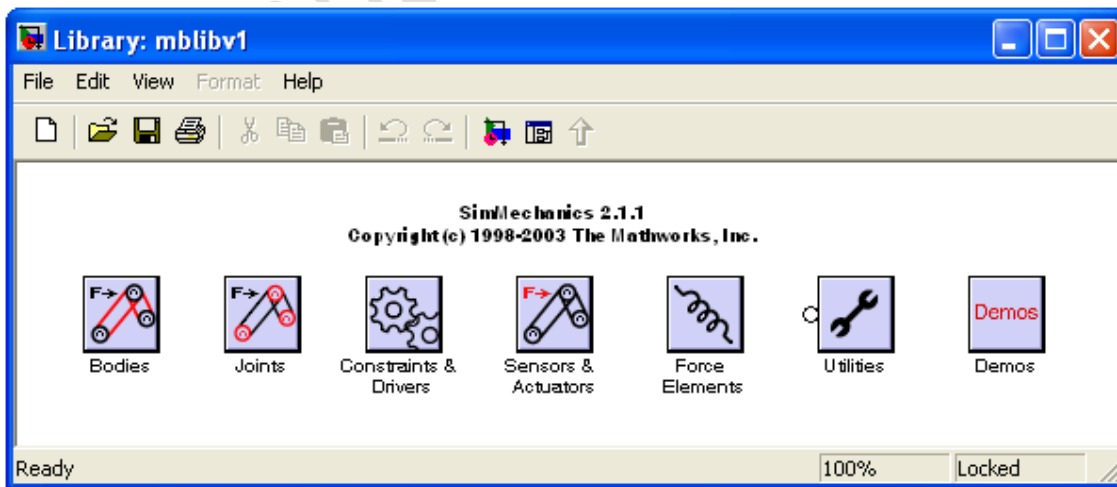 Library: mblibv1
File Edit View Format Help
SimMechanics 2.1.1
Copyright (c) 1998-2003 The Mathworks, Inc.
F→ F→ F→ Demos
Bodies Joints Constraints & Sensors & Force Utilities Demos
Drivers Actuators Elements
Ready 100% Locked